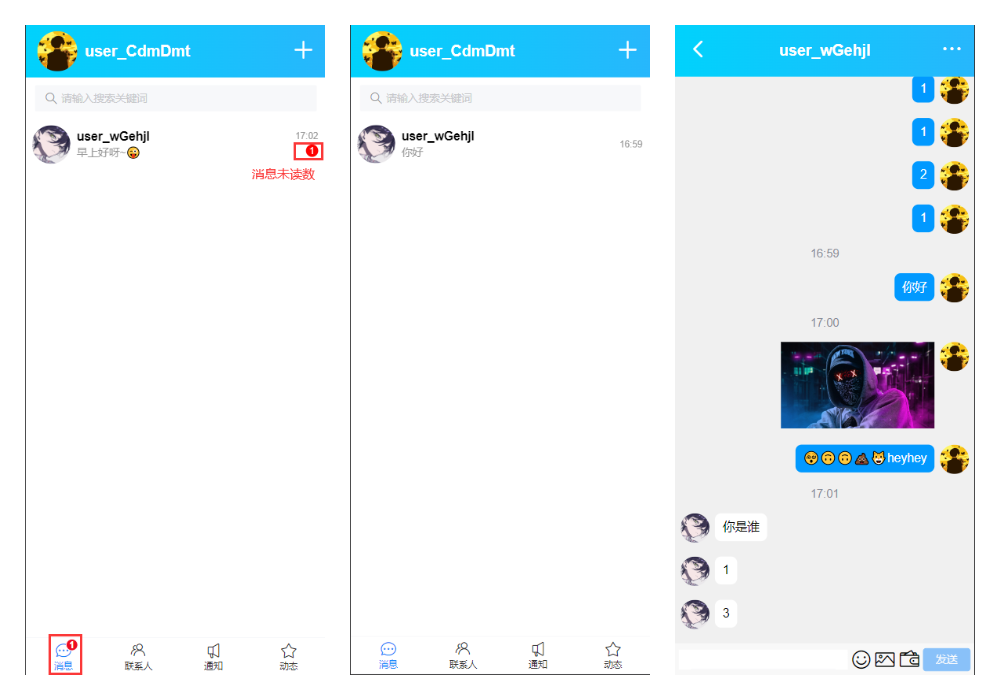 user_CdmDmt
请输入搜索关键词
user_wGehjl
17:02
早上好呀~
1
消息未读数
1
消息
联系人
通知
动态
user_CdmDmt
请输入搜索关键词
user_wGehjl
你好
16:59
消息
联系人
通知
动态
user_wGehjl
1
1
2
1
16:59
你好
17:00
NEW YORK
heyhey
17:01
你是谁
1
3
发送